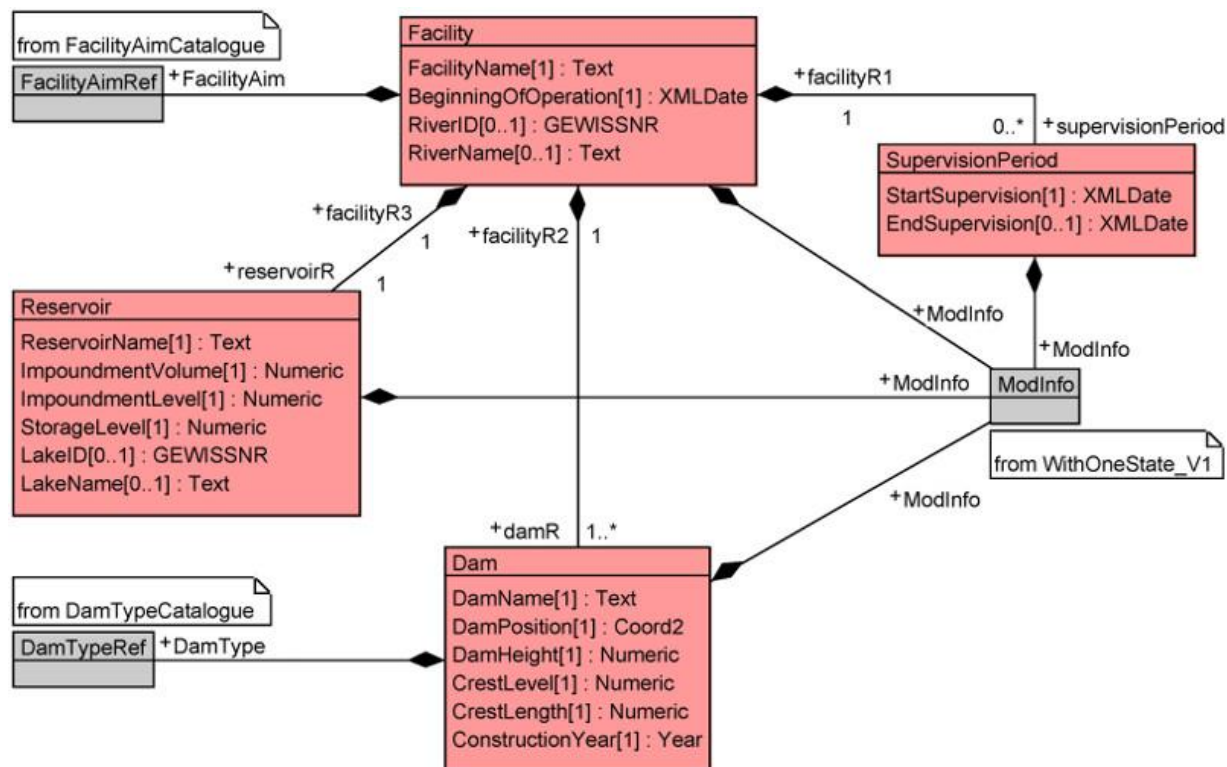 from FacilityAimCatalogue
FacilityAimRef
+FacilityAim
Facility
FacilityName[1] : Text
BeginningOfOperation[1] : XMLDate
RiverID[0..1] : GEWISSNR
RiverName[0..1] : Text
+facilityR1
1
0..*
+supervisionPeriod
SupervisionPeriod
StartSupervision[1] : XMLDate
EndSupervision[0..1] : XMLDate
+facilityR3
1
+facilityR2
1
+reservoirR
1
Reservoir
ReservoirName[1] : Text
ImpoundmentVolume[1] : Numeric
ImpoundmentLevel[1] : Numeric
StorageLevel[1] : Numeric
LakeID[0..1] : GEWISSNR
LakeName[0..1] : Text
+ModInfo
+ModInfo
+ModInfo
ModInfo
from WithOneState_V1
+ModInfo
+damR
1..*
Dam
DamName[1] : Text
DamPosition[1] : Coord2
DamHeight[1] : Numeric
CrestLevel[1] : Numeric
CrestLength[1] : Numeric
ConstructionYear[1] : Year
from DamTypeCatalogue
DamTypeRef
+DamType